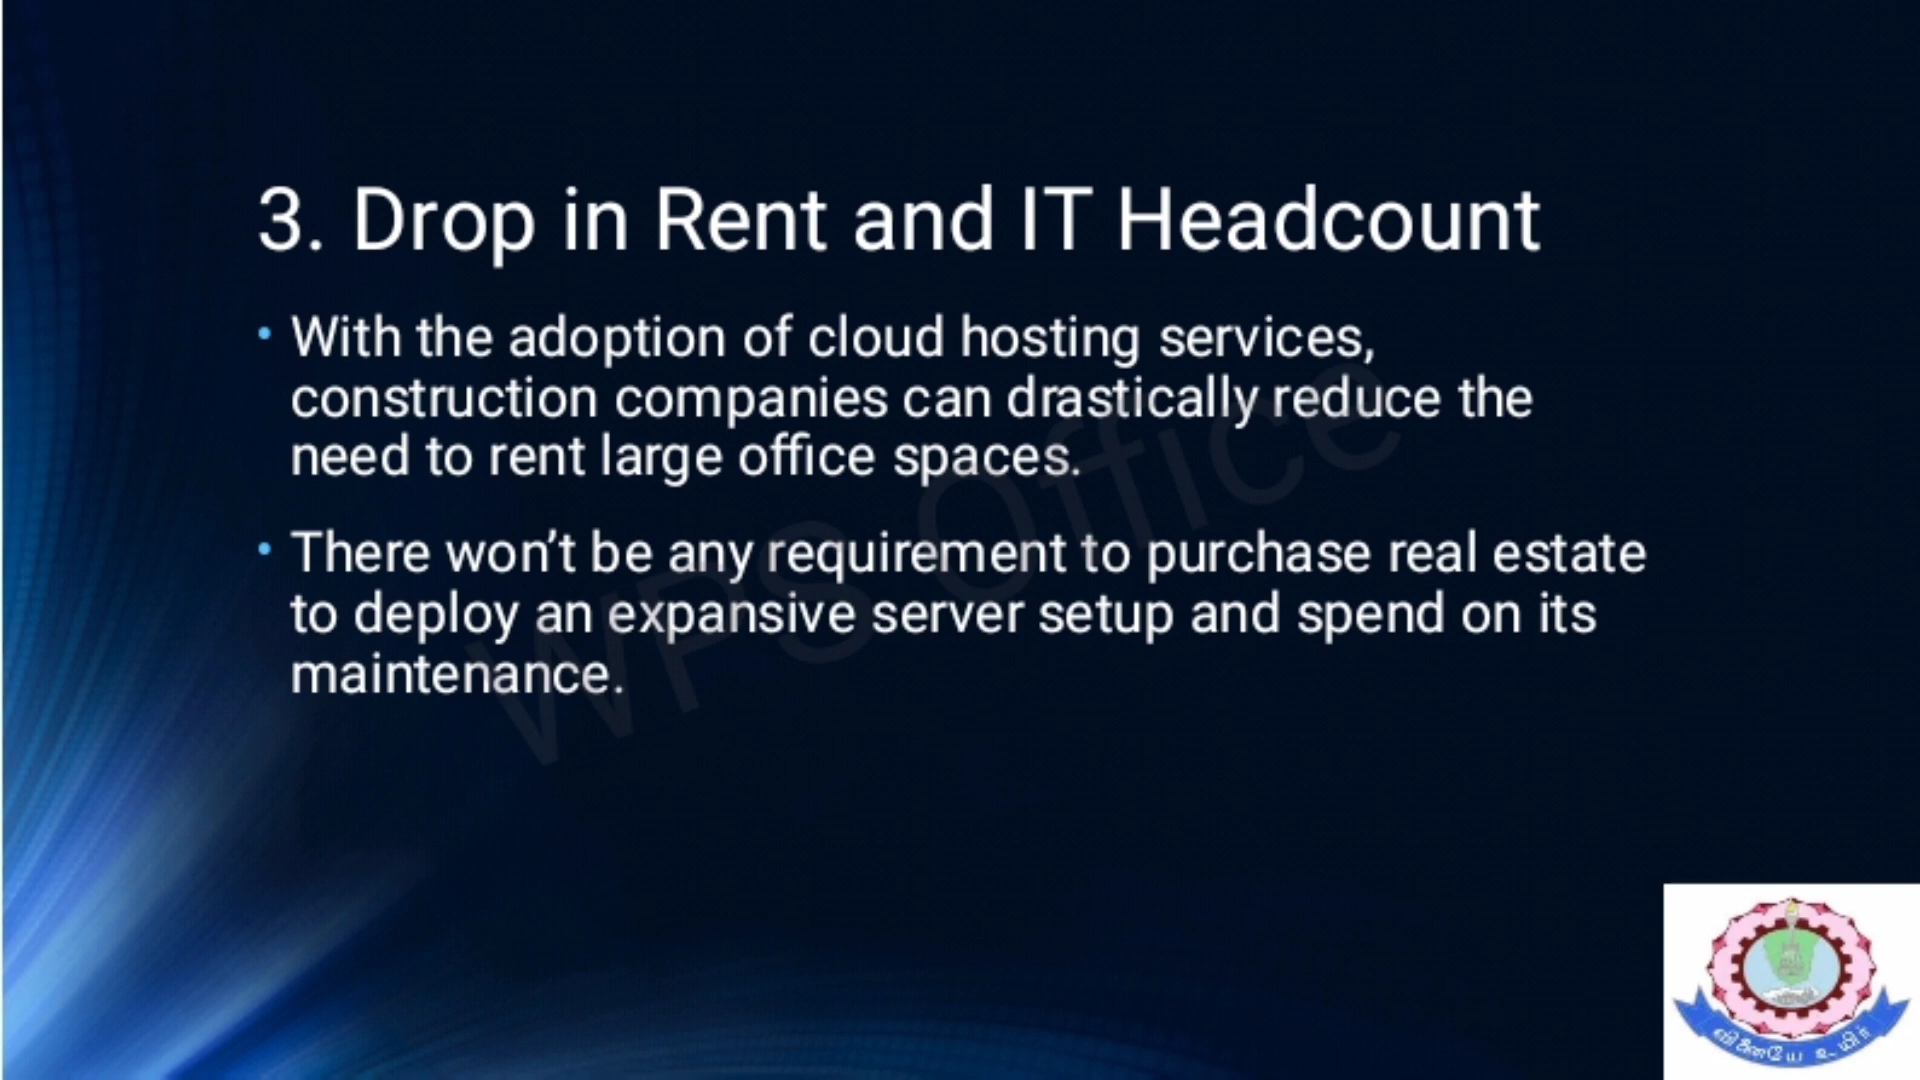 3. Drop in Rent and IT Headcount
• With the adoption of cloud hosting services,
construction companies can drastically reduce the
need to rent large office spaces.
• There won’t be any requirement to purchase real estate
to deploy an expansive server setup and spend on its
maintenance.
WPS Office
வினையே உயிர்